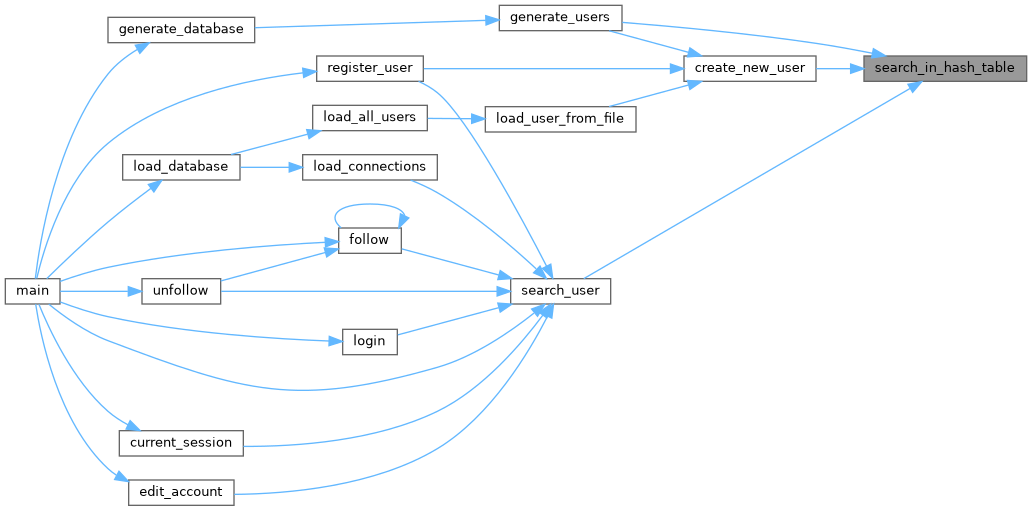 generate_users
generate_database
register_user
create_new_user
search_in_hash_table
load_all_users
load_user_from_file
load_database
load_connections
follow
main
unfollow
search_user
login
current_session
edit_account